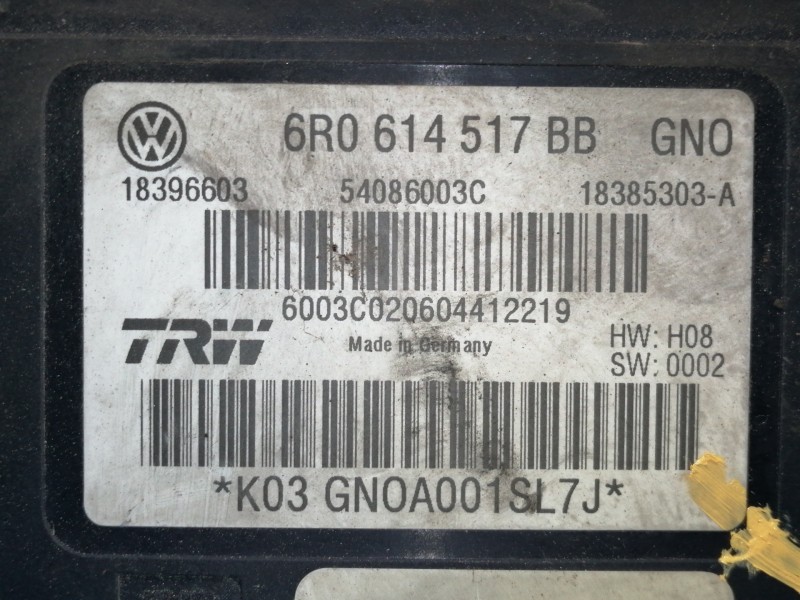 6R0 614 517 BB GNO
18396603 54086003C 18385303-A
6003C020604412219
TRW Made in Germany HW: H08
SW: 0002
*K03 GNOA001SL7J*